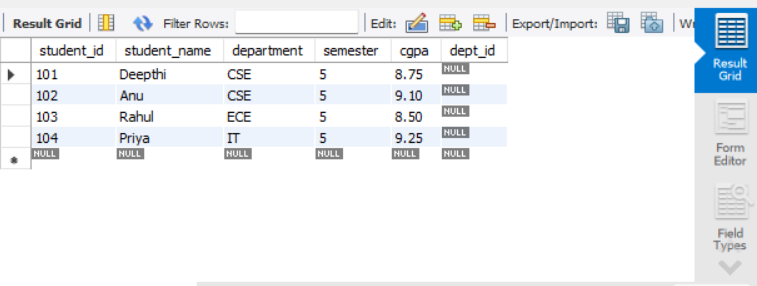 Result Grid Filter Rows: Edit: Export/Import: Wr
student_id student_name department semester cgpa dept_id
101 Deepthi CSE 5 8.75 NULL
102 Anu CSE 5 9.10 NULL
103 Rahul ECE 5 8.50 NULL
104 Priya IT 5 9.25 NULL
NULL NULL NULL NULL NULL NULL
Result
Grid
Form
Editor
Field
Types